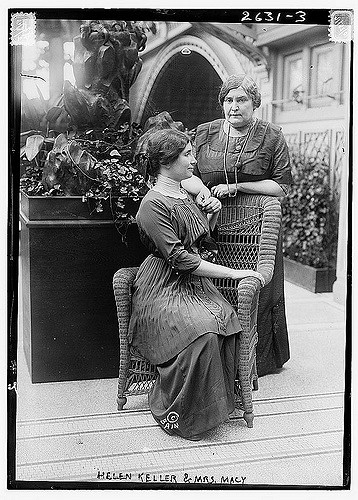 2631-3
© BAIN
HELEN KELLER & MRS. MACY